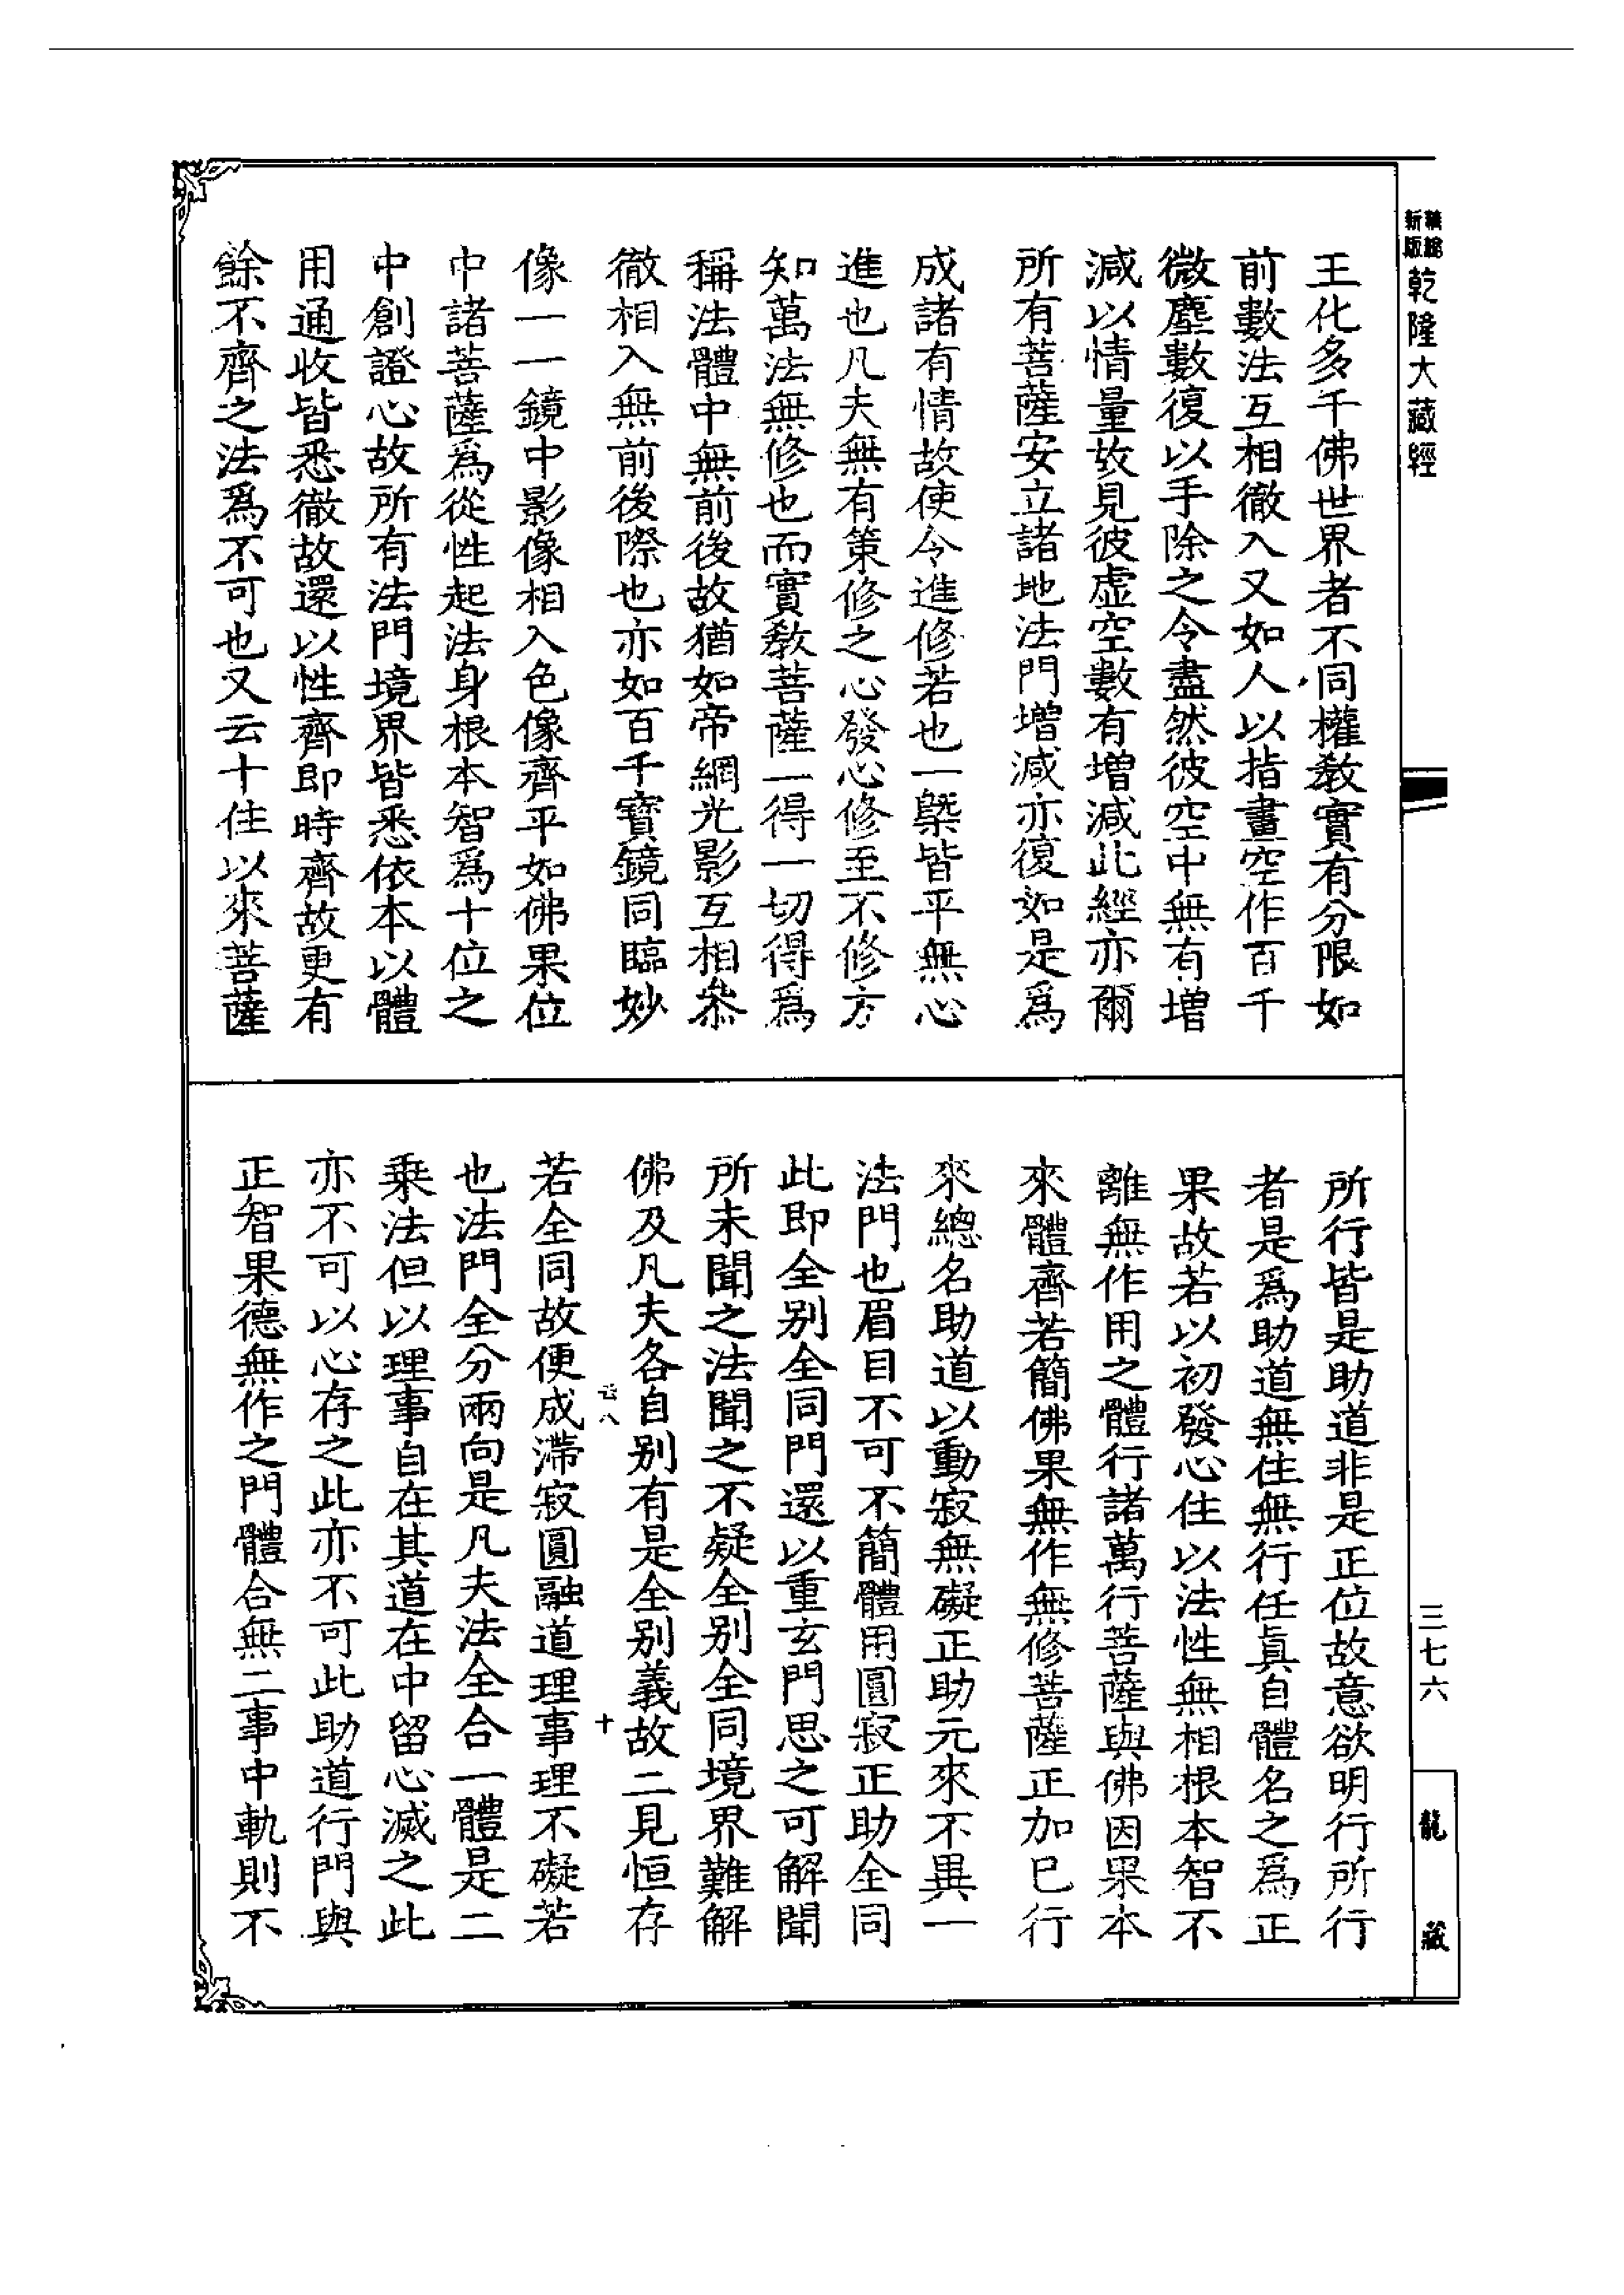 新版
乾隆大藏經
王化多千佛世界者不同權教實有分限如
前數法互相徹入又如人以指畫空作百千
微塵數復以手除之令盡然彼空中無有增
減以情量故見彼虛空數有增減此經亦爾
所有菩薩安立諸地法門增減亦復如是為
成諸有情故使令進修若也一槩皆平無心
進也凡夫無有策修之心發心修至不修方
知萬法無修也而實教菩薩一得一切得為
稱法體中無前後故猶如帝網光影互相叅
徹相入無前後際也亦如百千寶鏡同臨妙
像一一鏡中影像相入色像齊平如佛果位
中諸菩薩為從性起法身根本智為十位之
中創證心故所有法門境界皆悉依本以體
用通收皆悉徹故還以性齊即時齊故更有
餘不齊之法為不可也又云十住以來菩薩
所行皆是助道非是正位故意欲明行所行
者是為助道無住無行任真自體名之為正
果故若以初發心住以法性無相根本智不
離無作用之體行諸萬行菩薩與佛因果本
來體齊若簡佛果無作無修菩薩正加已行
來總名助道以動寂無礙正助元來不異一
法門也眉目不可不簡體用圓寂正助全同
此即全别全同門還以重玄門思之可解聞
所未聞之法聞之不疑全别全同境界難解
佛及凡夫各自别有是全别義故二見恒存
八
十
若全同故便成滯寂圓融道理事理不礙若
也法門全分兩向是凡夫法全合一體是二
乘法但以理事自在其道在中留心滅之此
亦不可以心存之此亦不可此助道行門與
正智果德無作之門體合無二事中軌則不
三七六
龍藏